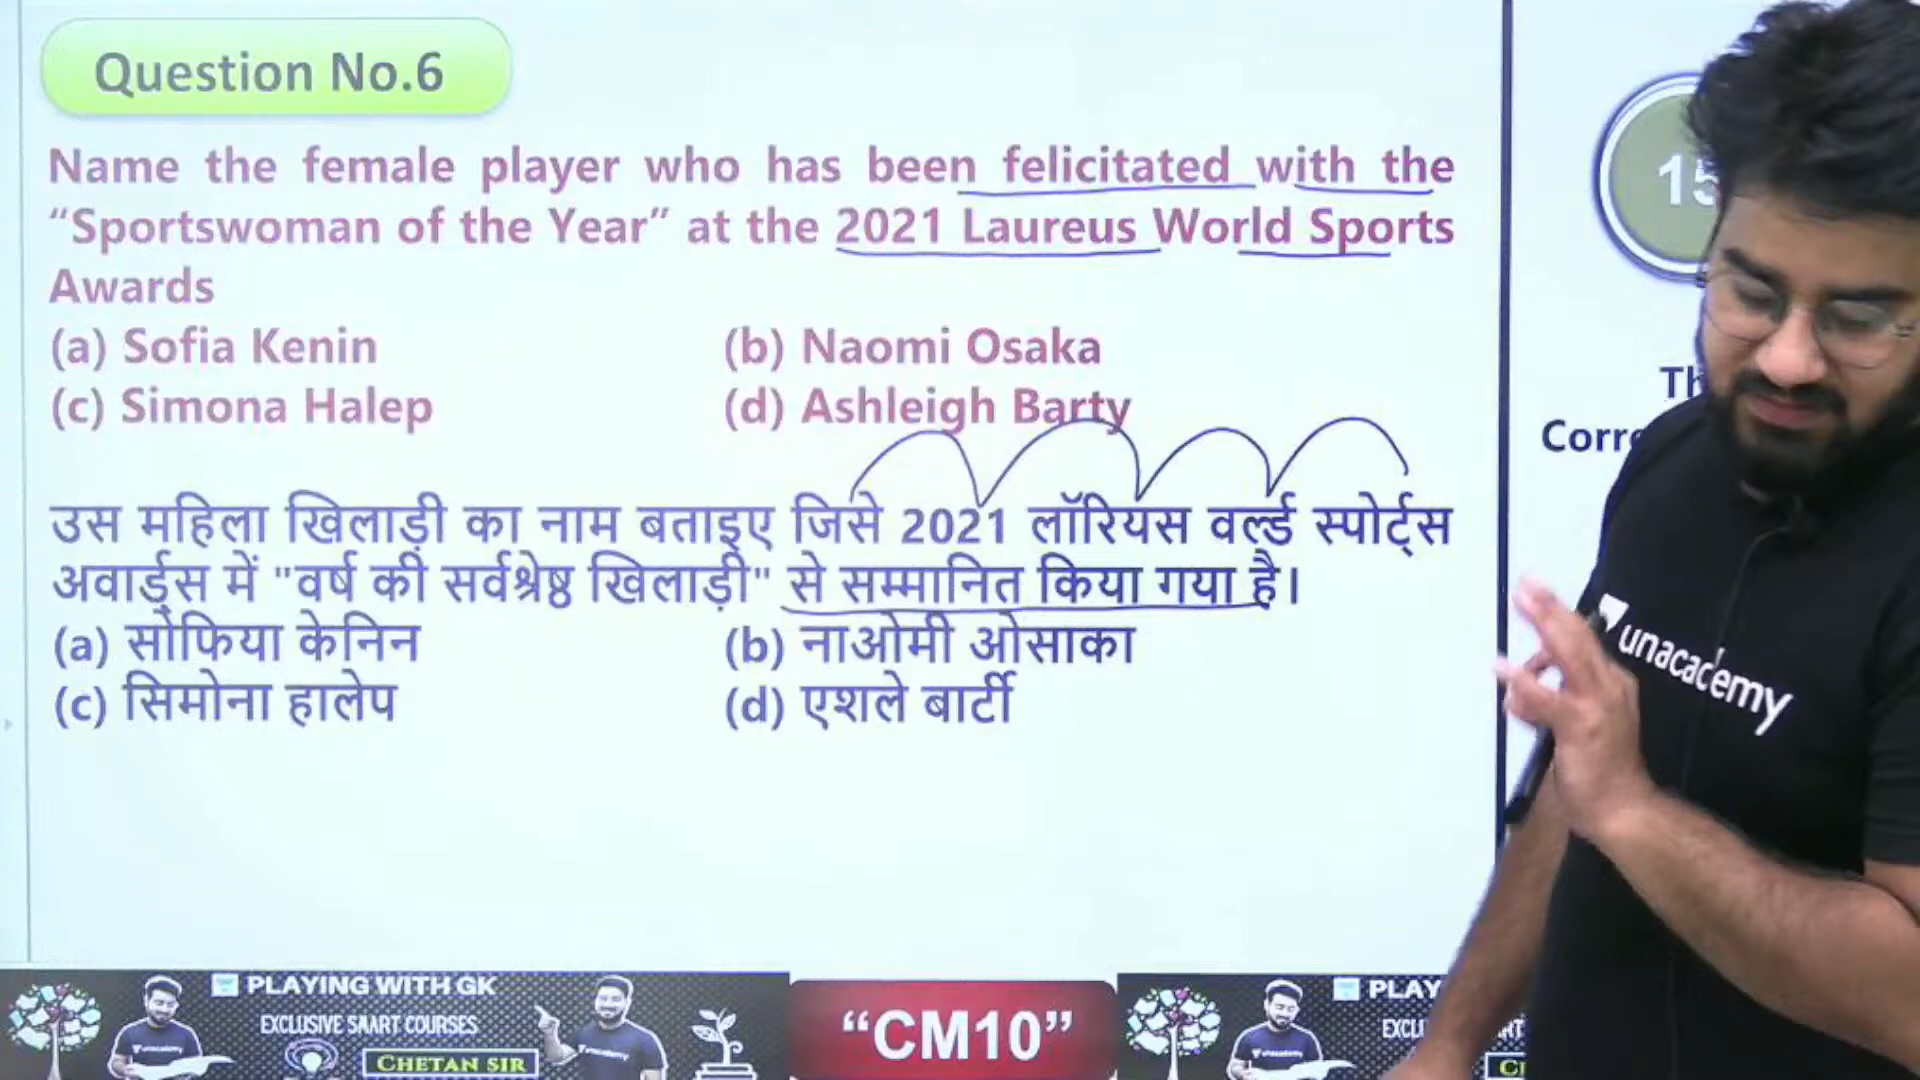 Question No.6
Name the female player who has been felicitated with the
“Sportswoman of the Year” at the 2021 Laureus World Sports
Awards
(a) Sofia Kenin (b) Naomi Osaka
(c) Simona Halep (d) Ashleigh Barty
उस महिला खिलाड़ी का नाम बताइए जिसे 2021 लॉरियस वर्ल्ड स्पोर्ट्स
अवार्ड्स में "वर्ष की सर्वश्रेष्ठ खिलाड़ी" से सम्मानित किया गया है।
(a) सोफिया केनिन (b) नाओमी ओसाका
(c) सिमोना हालेप (d) एशले बार्टी
15
unacademy
PLAYING WITH GK
EXCLUSIVE SMART COURSES
CHETAN SIR
“CM10”